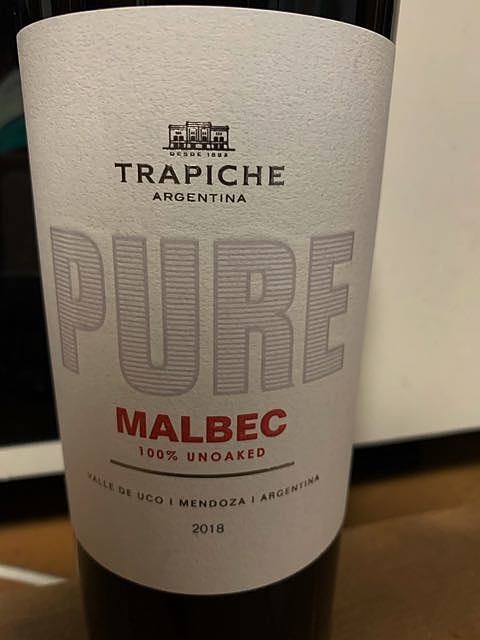 DESDE 1883
TRAPICHE
ARGENTINA
PURE
MALBEC
100% UNOAKED
VALLE DE UCO | MENDOZA | ARGENTINA
2018